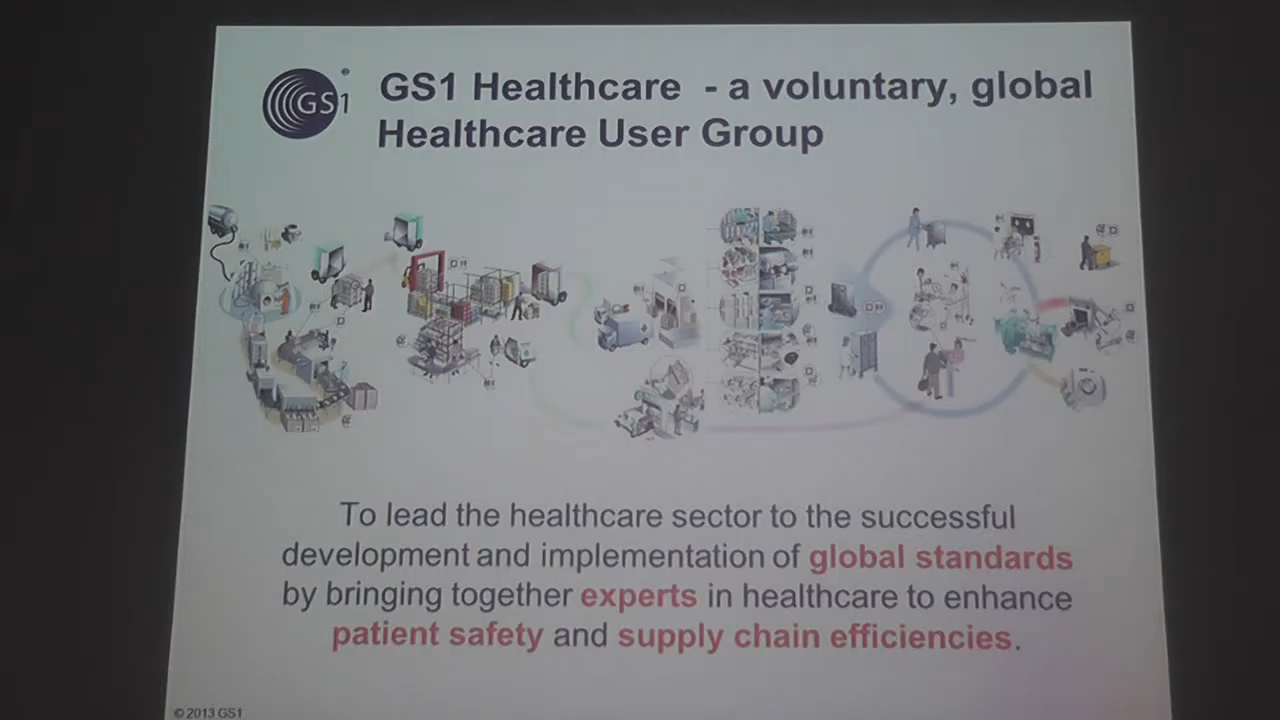 GS1
GS1 Healthcare - a voluntary, global
Healthcare User Group
To lead the healthcare sector to the successful
development and implementation of global standards
by bringing together experts in healthcare to enhance
patient safety and supply chain efficiencies.
© 2013 GS1